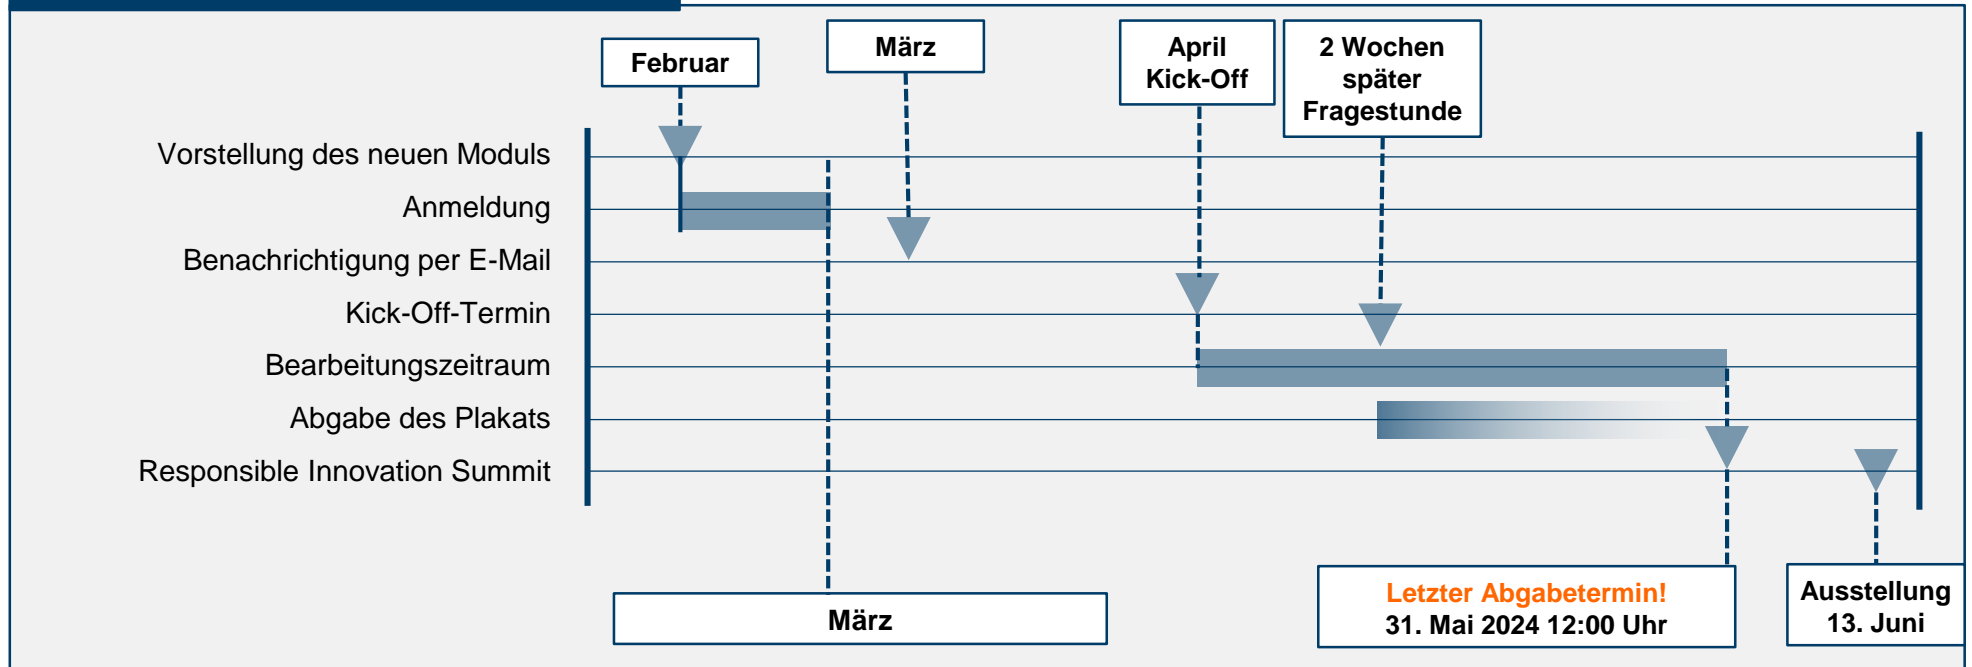 Februar
März
April
Kick-Off
2 Wochen
später
Fragestunde
Vorstellung des neuen Moduls
Anmeldung
Benachrichtigung per E-Mail
Kick-Off-Termin
Bearbeitungszeitraum
Abgabe des Plakats
Responsible Innovation Summit
März
Letzter Abgabetermin!
31. Mai 2024 12:00 Uhr
Ausstellung
13. Juni